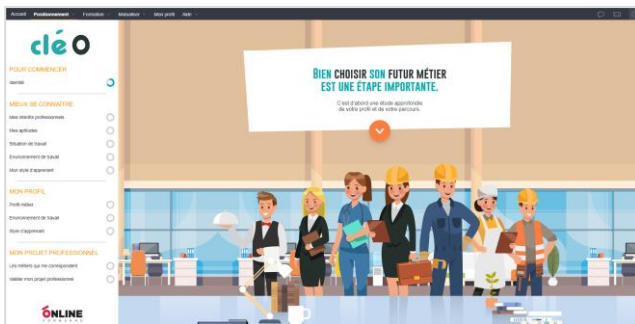 Accueil Positionnement Formation Mutualiser Mon profil Aide
cléO
POUR COMMENCER
Identité
MIEUX SE CONNAITRE
Mes intérêts professionnels
Mes aptitudes
Situation de travail
Environnement de travail
Mon style d'apprenant
MON PROFIL
Profil métier
Environnement de travail
Style d'apprenant
MON PROJET PROFESSIONNEL
Les métiers qui me correspondent
Valider mon projet professionnel
ONLINE
FORMAPRO
BIEN CHOISIR SON FUTUR MÉTIER
EST UNE ÉTAPE IMPORTANTE.
C'est d'abord une étude approfondie
de votre profil et de votre parcours.